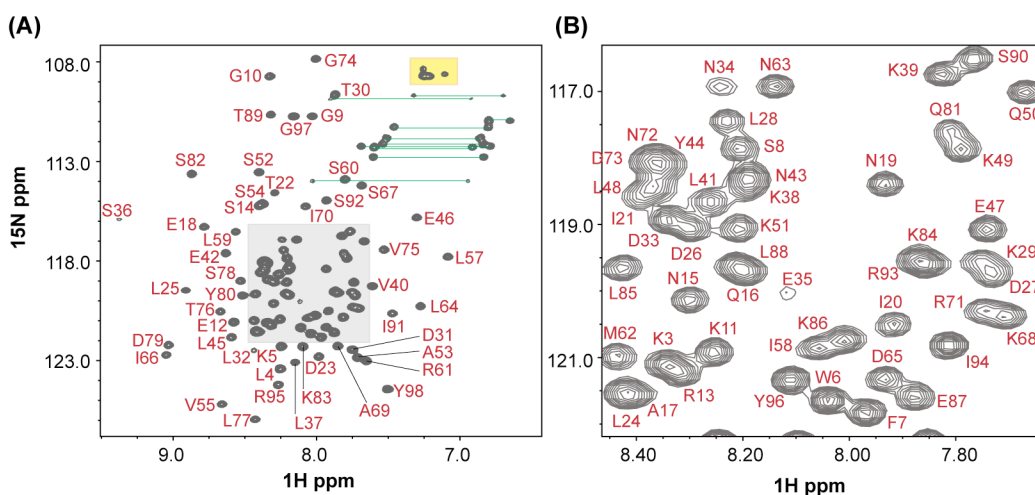 (A)
(B)
108.0
113.0
118.0
123.0
15N ppm
9.0
8.0
7.0
1H ppm
G74
G10
T30
T89
G97
G9
S82
S52
S60
T22
S67
S54
S92
S14
I70
S36
E46
E18
L59
V75
L57
E42
S78
V40
L25
Y80
L64
T76
I91
E12
D79
L45
D31
I66
L32
K5
A53
D23
R61
L4
K83
R95
A69
Y98
V55
L37
L77
117.0
119.0
121.0
8.40
8.20
8.00
7.80
1H ppm
S90
N34
N63
K39
Q50
L28
Q81
N72
Y44
S8
D73
K49
N19
L48
L41
N43
K38
I21
K51
E47
D33
K84
D26
L88
K29
L85
N15
Q16
E35
R93
D27
I20
R71
M62
K3
K11
K86
I58
K68
D65
I94
W6
L24
A17
R13
Y96
E87
F7